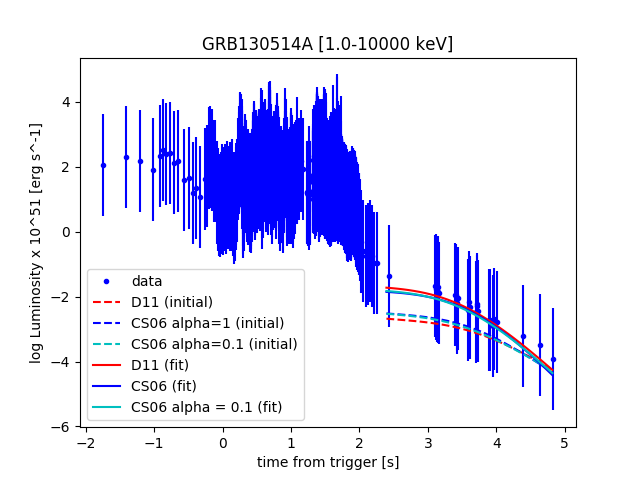 GRB130514A [1.0-10000 keV]
log Luminosity x 10^51 [erg s^-1]
4
2
0
−2
−4
−6
data
D11 (initial)
CS06 alpha=1 (initial)
CS06 alpha=0.1 (initial)
D11 (fit)
CS06 (fit)
CS06 alpha = 0.1 (fit)
−2 −1 0 1 2 3 4 5
time from trigger [s]